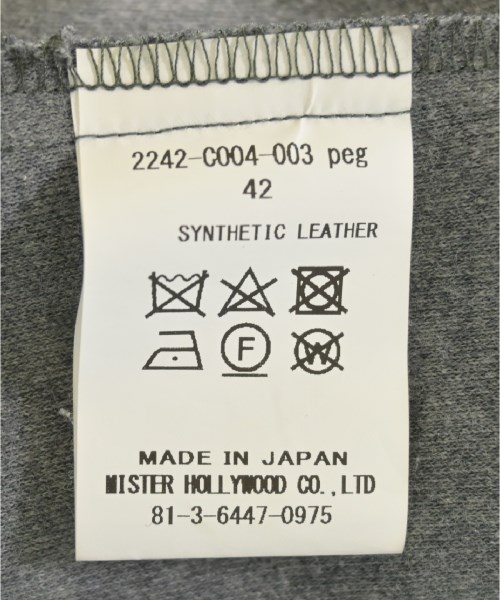 2242-C004-003 peg
42
SYNTHETIC LEATHER
F
W
MADE IN JAPAN
MISTER HOLLYWOOD CO.,LTD
81-3-6447-0975